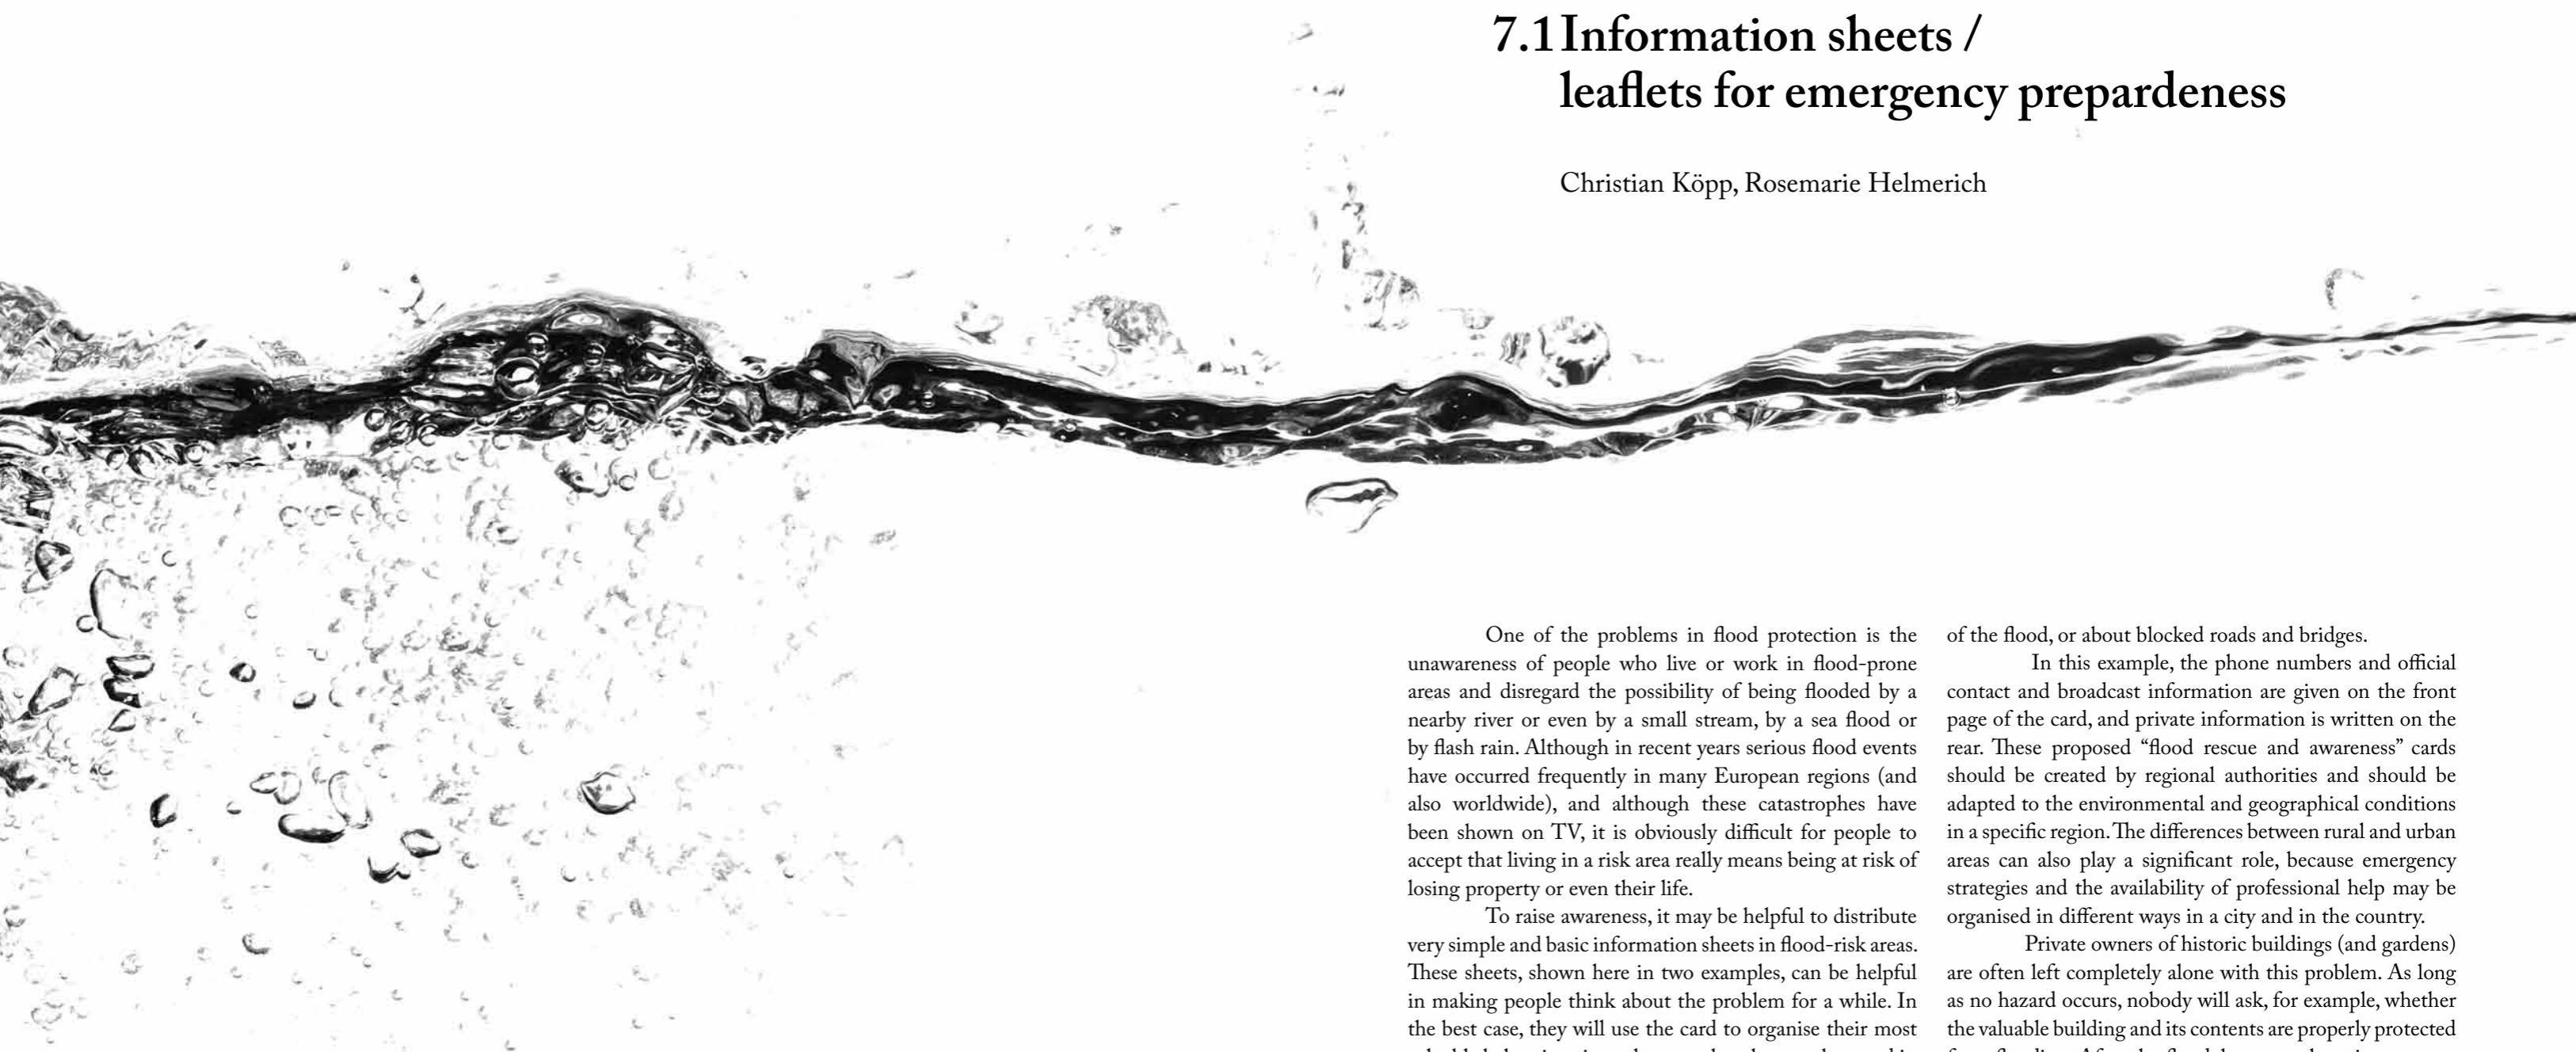 7.1 Information sheets /
leaflets for emergency prepardeness
Christian Köpp, Rosemarie Helmerich
One of the problems in flood protection is the
unawareness of people who live or work in flood-prone
areas and disregard the possibility of being flooded by a
nearby river or even by a small stream, by a sea flood or
by flash rain. Although in recent years serious flood events
have occurred frequently in many European regions (and
also worldwide), and although these catastrophes have
been shown on TV, it is obviously difficult for people to
accept that living in a risk area really means being at risk of
losing property or even their life.
To raise awareness, it may be helpful to distribute
very simple and basic information sheets in flood-risk areas.
These sheets, shown here in two examples, can be helpful
in making people think about the problem for a while. In
the best case, they will use the card to organise their most
of the flood, or about blocked roads and bridges.
In this example, the phone numbers and official
contact and broadcast information are given on the front
page of the card, and private information is written on the
rear. These proposed “flood rescue and awareness” cards
should be created by regional authorities and should be
adapted to the environmental and geographical conditions
in a specific region. The differences between rural and urban
areas can also play a significant role, because emergency
strategies and the availability of professional help may be
organised in different ways in a city and in the country.
Private owners of historic buildings (and gardens)
are often left completely alone with this problem. As long
as no hazard occurs, nobody will ask, for example, whether
the valuable building and its contents are properly protected